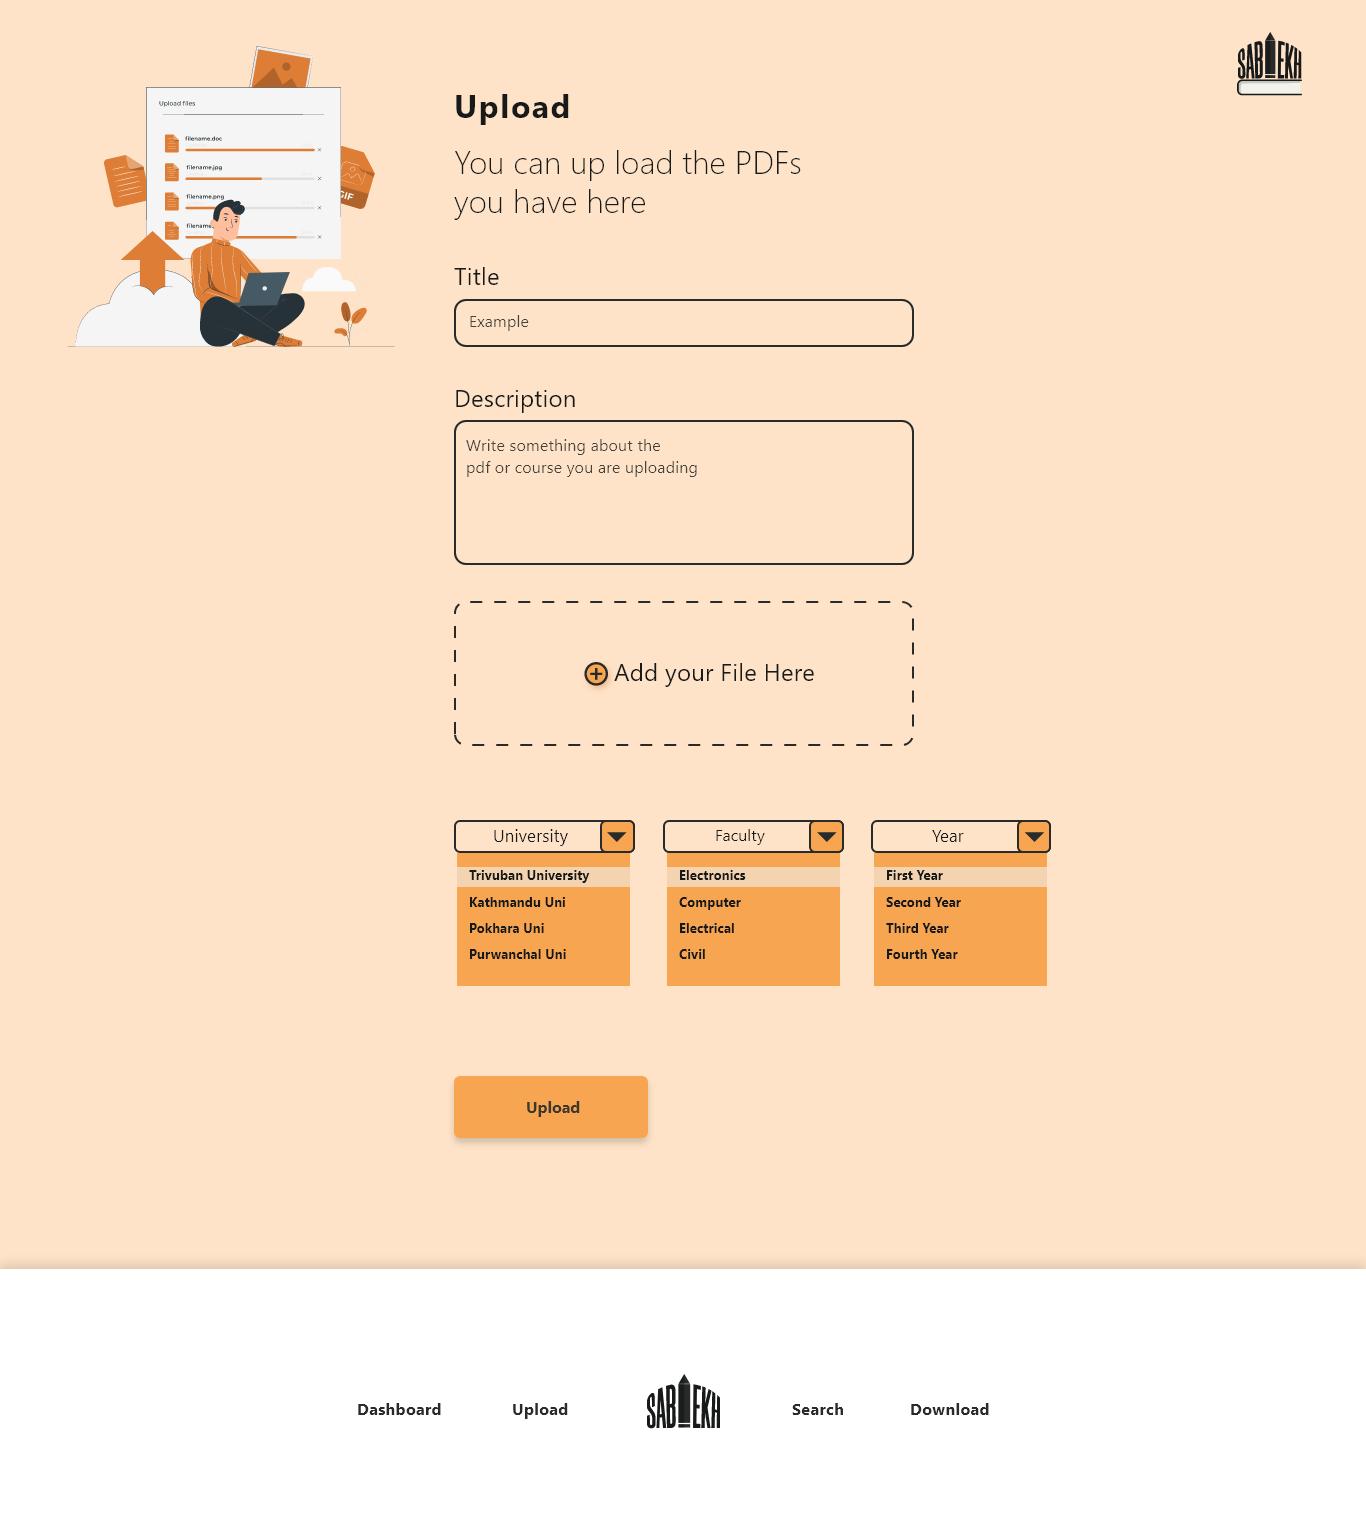 SABLEKH
Upload files
filename.doc
filename.jpg
filename.png
GIF
Upload
You can up load the PDFs
you have here
Title
Example
Description
Write something about the
pdf or course you are uploading
Add your File Here
University
Trivuban University
Kathmandu Uni
Pokhara Uni
Purwanchal Uni
Faculty
Electronics
Computer
Electrical
Civil
Year
First Year
Second Year
Third Year
Fourth Year
Upload
Dashboard
Upload
SABLEKH
Search
Download